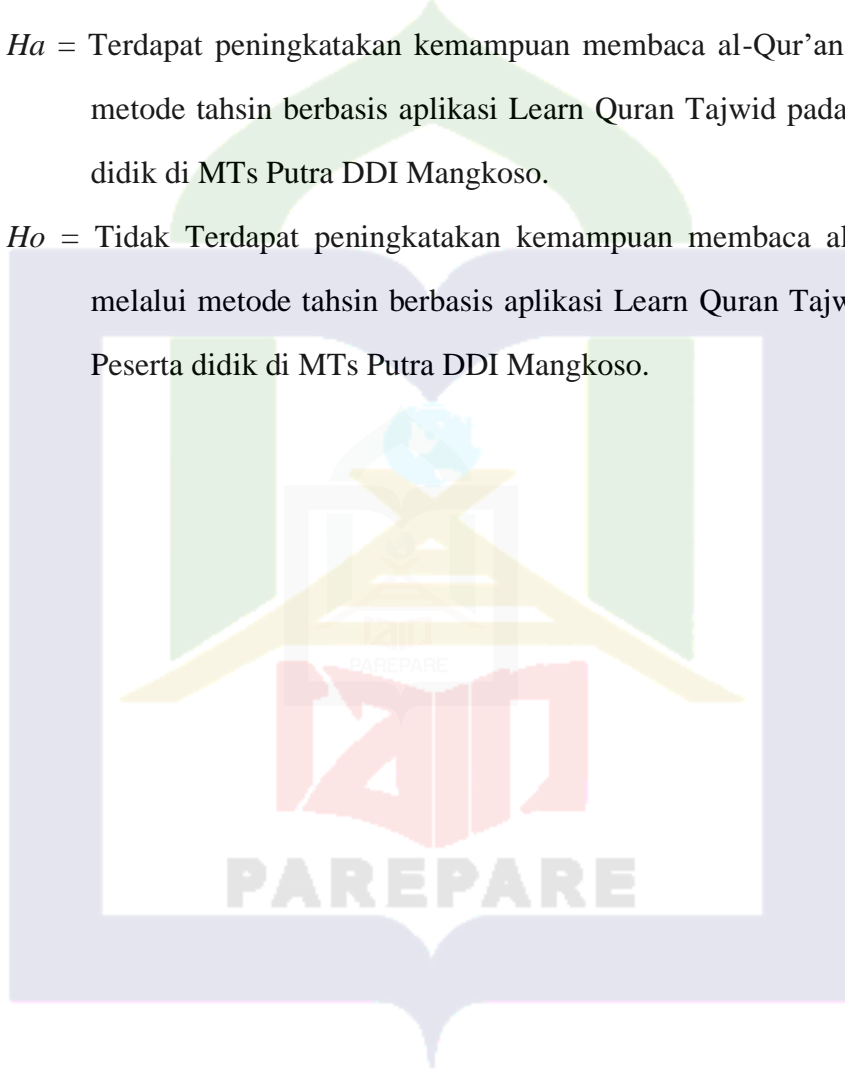 Ha = Terdapat peningkatakan kemampuan membaca al-Qur’an
metode tahsin berbasis aplikasi Learn Quran Tajwid pada
didik di MTs Putra DDI Mangkoso.
Ho = Tidak Terdapat peningkatakan kemampuan membaca
melalui metode tahsin berbasis aplikasi Learn Quran
Peserta didik di MTs Putra DDI Mangkoso.
iain
PAREPARE
iain
PAREPARE